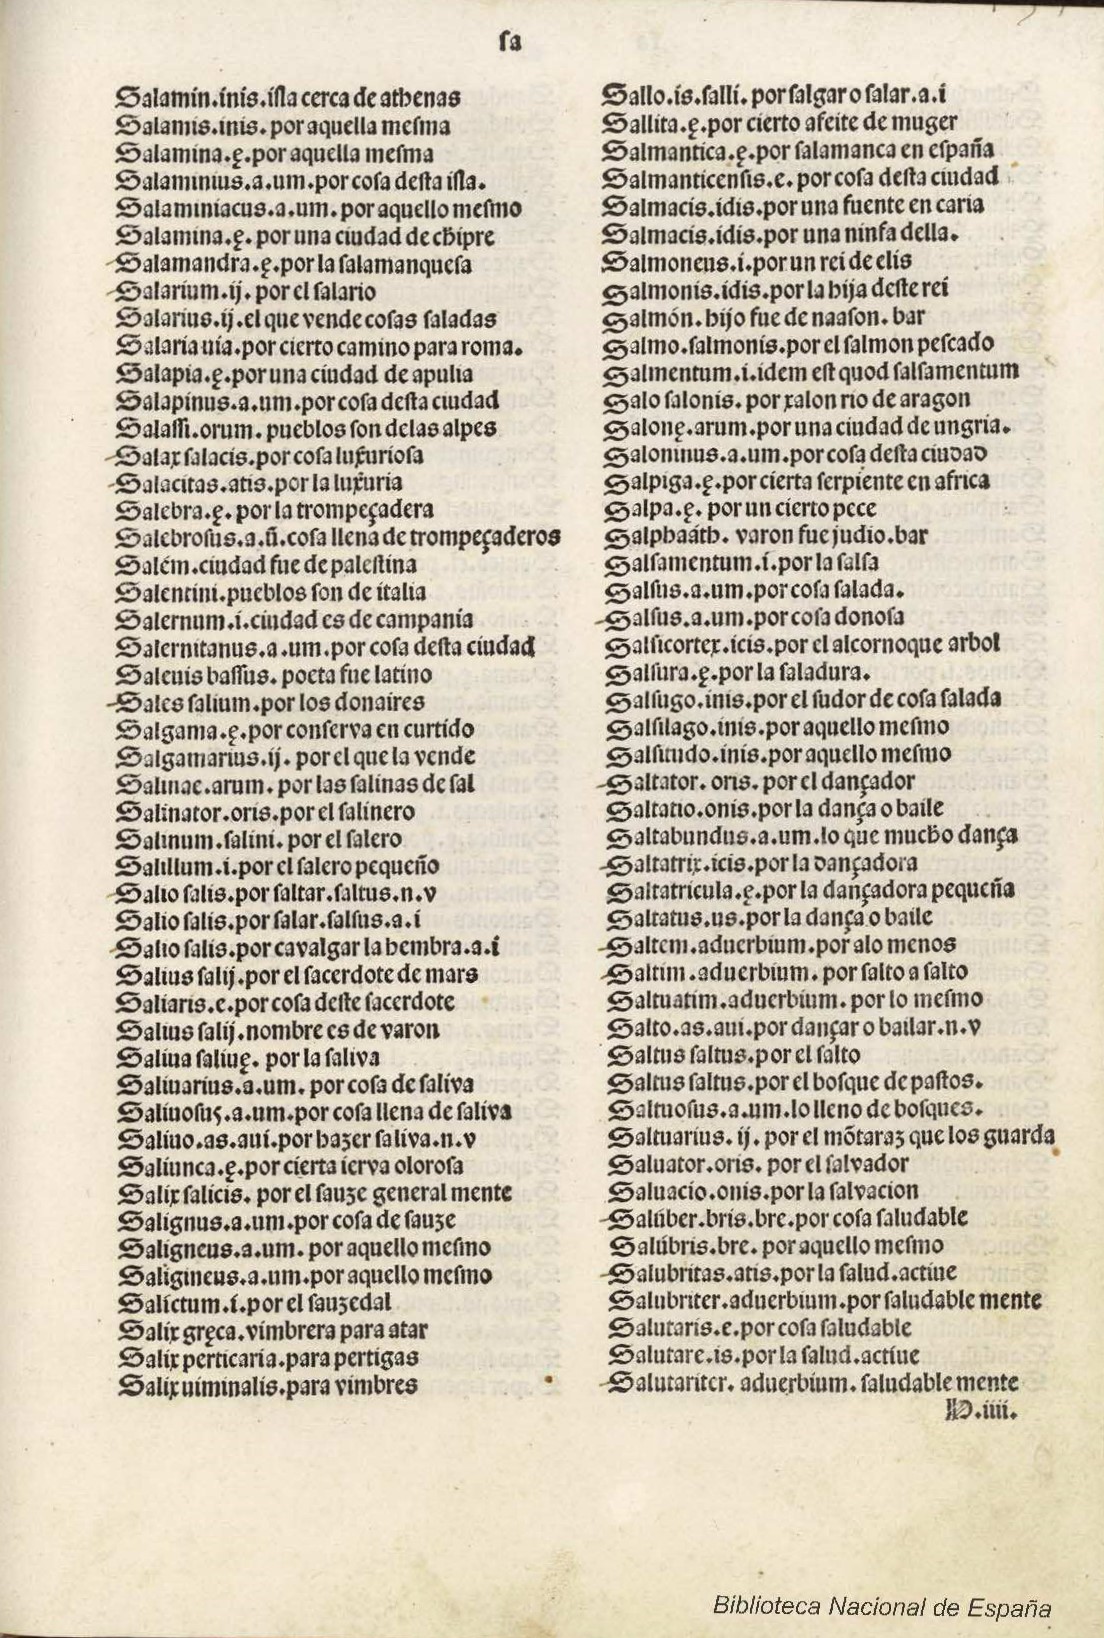 ſa
Salamin.inis.iſla cerca de athenas
Salamis.inis.por aquella meſma
Salamina.ę.por aquella meſma
Salaminius.a.um.por coſa deſta iſla.
Salaminiacus.a.um.por aquello meſmo
Salamina.ę.por una ciudad de chipre
Salamandra.ę.por la ſalamanqueſa
Salarium.ij.por el ſalario
Salarius.ij.el que vende coſas ſaladas
Salaria uia.por cierto camino para roma.
Salapia.ę.por una ciudad de apulia
Salapinus.a.um.por coſa deſta ciudad
Salaſſi.orum.pueblos ſon delas alpes
Salax ſalacis.por coſa luxuriosa
Salacitas.atis.por la luxuria
Salebra.ę.por la trompeçadera
Salebroſus.a.ũ.coſa llena de trompeçaderos
Salém.ciudad fue de paleſtina
Salentini.pueblos ſon de italia
Salernum.i.ciudad es de campania
Salernitanus.a.um.por coſa deſta ciudad
Saleuis baſſus.poeta fue latino
Sales ſalium.por los donaires
Salgama.ę.por conſerva en curtido
Salgamarius.ij.por el que la vende
Salinae.arum.por las ſalinas de ſal
Salinator.oris.por el ſalinero
Salinum.ſalini.por el ſalero
Salillum.i.por el ſalero pequeño
Salio ſalis.por ſaltar.ſaltus.n.v
Salio ſalis.por ſalar.ſalſus.a.i
Salio ſalis.por cavalgar la hembra.a.i
Salius ſalij.por el ſacerdote de mars
Saliaris.e.por coſa deſte ſacerdote
Salius ſalij.nombre es de varon
Saliua ſaliuę.por la ſaliva
Saliuarius.a.um.por coſa de ſaliva
Saliuoſus.a.um.por coſa llena de ſaliva
Saliuo.as.aui.por hazer ſaliva.n.v
Saliunca.ę.por cierta ierva oloroſa
Salix ſalicis.por el ſauze general mente
Salignus.a.um.por coſa de ſauze
Saligneus.a.um.por aquello meſmo
Saligineus.a.um.por aquello meſmo
Salictum.i.por el ſauzedal
Salix gręca.vimbrera para atar
Salix perticaria.para pertigas
Salix uiminalis.para vimbres
Sallo.is.ſalli.por ſalgar o ſalar.a.i
Sallita.ę.por cierto afeite de muger
Salmantica.ę.por ſalamanca en eſpaña
Salmanticenſis.e.por coſa deſta ciudad
Salmacis.idis.por una fuente en caria
Salmacis.idis.por una ninfa della.
Salmoneus.i.por un rei de elis
Salmonis.idis.por la hija deſte rei
Salmón.hijo fue de naaſon.bar
Salmo.ſalmonis.por el ſalmon peſcado
Salmentum.i.idem eſt quod ſalſamentum
Salo ſalonis.por xalon rio de aragon
Salonę.arum.por una ciudad de ungria.
Saloninus.a.um.por coſa deſta ciudad
Salpiga.ę.por cierta ſerpiente en africa
Salpa.ę.por un cierto pece
Salphaáth.varon fue judio.bar
Salſamentum.i.por la ſalſa
Salſus.a.um.por coſa ſalada.
Salſus.a.um.por coſa donoſa
Salſicortex.icis.por el alcornoque arbol
Salſura.ę.por la ſaladura.
Salſugo.inis.por el ſudor de coſa ſalada
Salſilago.inis.por aquello meſmo
Salſitudo.inis.por aquello meſmo
Saltator.oris.por el dançador
Saltatio.onis.por la dança o baile
Saltabundus.a.um.lo que mucho dança
Saltatrix.icis.por la dançadora
Saltatricula.ę.por la dançadora pequeña
Saltatus.us.por la dança o baile
Saltem.aduerbium.por alo menos
Saltim.aduerbium.por ſalto a ſalto
Saltuatim.aduerbium.por lo meſmo
Salto.as.aui.por dançar o bailar.n.v
Saltus ſaltus.por el ſalto
Saltus ſaltus.por el boſque de paſtos.
Saltuoſus.a.um.lo lleno de boſques.
Saltuarius.ij.por el mõtaraz que los guarda
Saluator.oris.por el ſalvador
Saluacio.onis.por la ſalvacion
Salúber.bris.bre.por coſa ſaludable
Salúbris.bre.por aquello meſmo
Salubritas.atis.por la ſalud.actiue
Salubriter.aduerbium.por ſaludable mente
Salutaris.e.por coſa ſaludable
Salutare.is.por la ſalud.actiue
Salutariter.aduerbium.ſaludable mente
Biblioteca Nacional de España